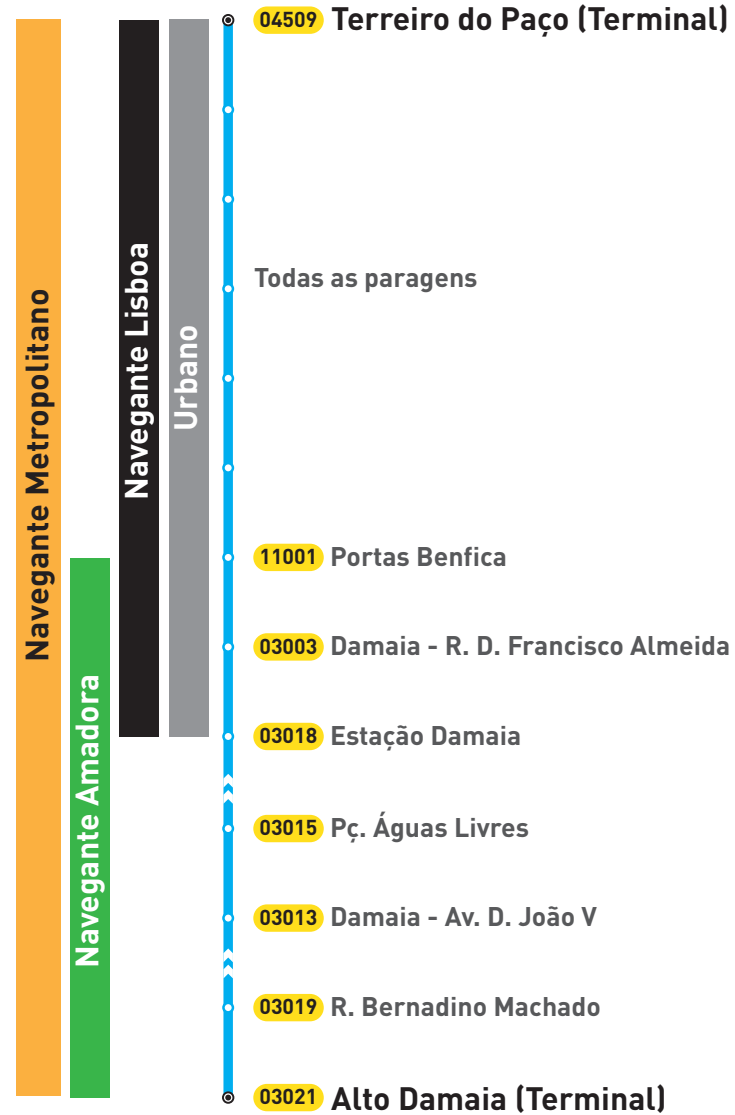 04509 Terreiro do Paço (Terminal)
Todas as paragens
11001 Portas Benfica
03003 Damaia - R. D. Francisco Almeida
03018 Estação Damaia
03015 Pç. Águas Livres
03013 Damaia - Av. D. João V
03019 R. Bernadino Machado
03021 Alto Damaia (Terminal)
Navegante Metropolitano
Navegante Amadora
Navegante Lisboa
Urbano